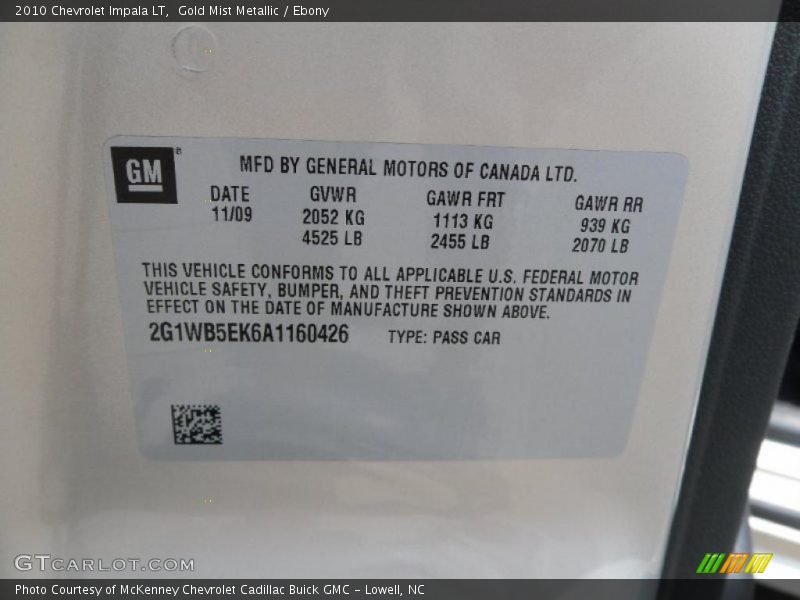 2010 Chevrolet Impala LT, Gold Mist Metallic / Ebony
GM
MFD BY GENERAL MOTORS OF CANADA LTD.
DATE GVWR GAWR FRT GAWR RR
11/09 2052 KG 1113 KG 939 KG
4525 LB 2455 LB 2070 LB
THIS VEHICLE CONFORMS TO ALL APPLICABLE U.S. FEDERAL MOTOR
VEHICLE SAFETY, BUMPER, AND THEFT PREVENTION STANDARDS IN
EFFECT ON THE DATE OF MANUFACTURE SHOWN ABOVE.
2G1WB5EK6A1160426 TYPE: PASS CAR
GTCARLOT.COM
Photo Courtesy of McKenney Chevrolet Cadillac Buick GMC - Lowell, NC